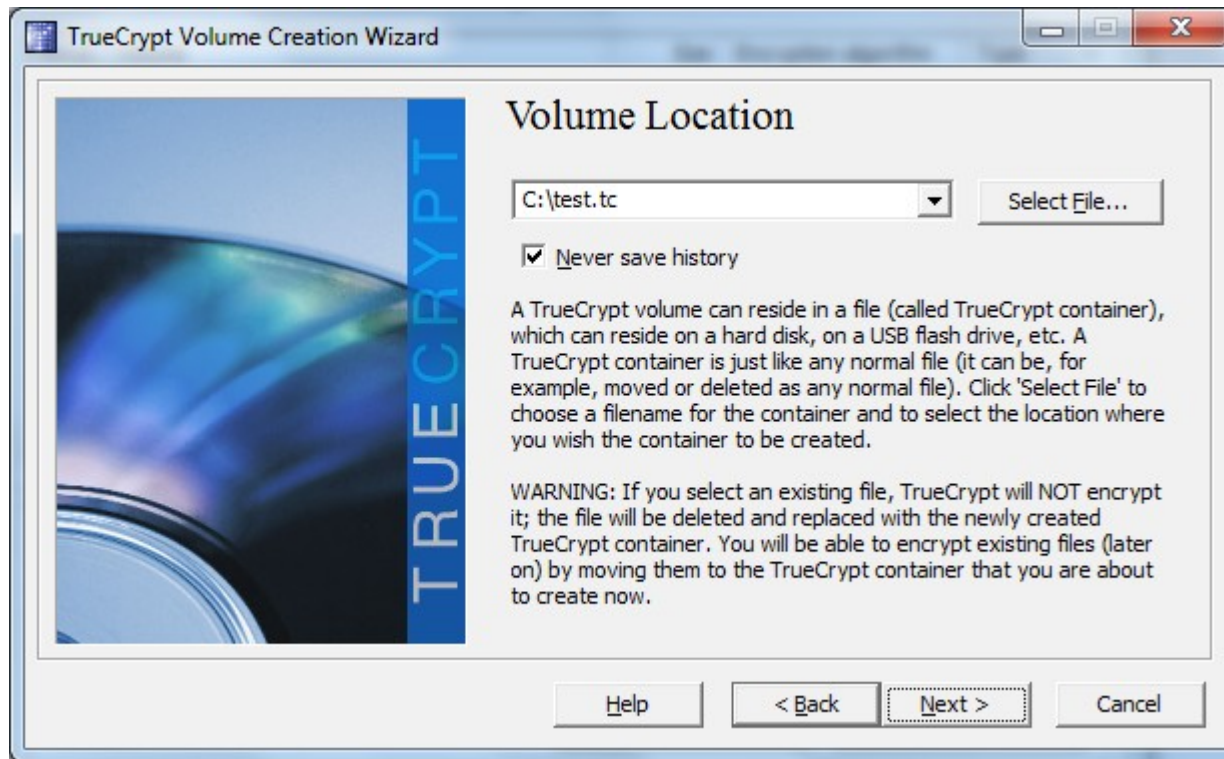 TrueCrypt Volume Creation Wizard
TRUECRYPT
Volume Location
C:\test.tc
Select File...
Never save history
A TrueCrypt volume can reside in a file (called TrueCrypt container),
which can reside on a hard disk, on a USB flash drive, etc. A
TrueCrypt container is just like any normal file (it can be, for
example, moved or deleted as any normal file). Click 'Select File' to
choose a filename for the container and to select the location where
you wish the container to be created.
WARNING: If you select an existing file, TrueCrypt will NOT encrypt
it; the file will be deleted and replaced with the newly created
TrueCrypt container. You will be able to encrypt existing files (later
on) by moving them to the TrueCrypt container that you are about
to create now.
Help
< Back
Next >
Cancel